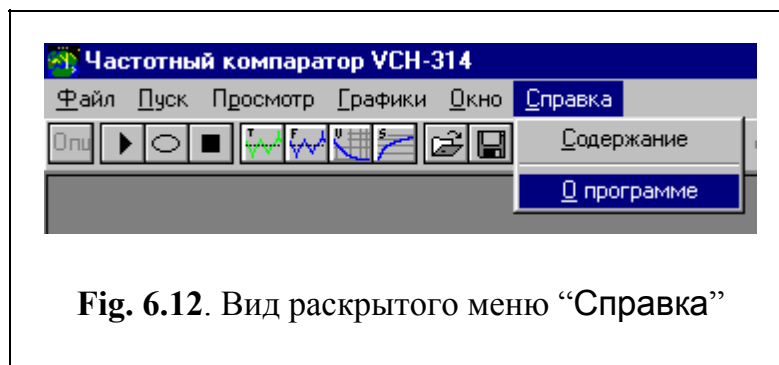 Частотный компаратор VCH-314
Файл Пуск Просмотр Графики Окно Справка
Опц T F U S
Содержание
О программе
Fig. 6.12. Вид раскрытого меню “Справка”